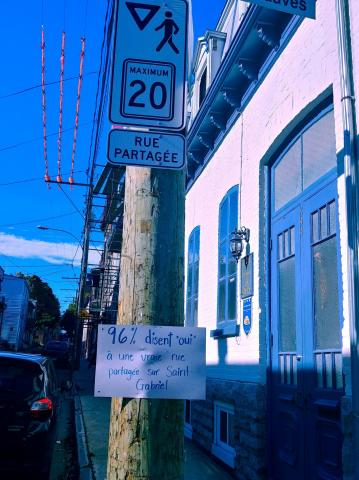 MAXIMUM
20
RUE
PARTAGÉE
"96% disent "oui"
à une vraie rue
partagée sur Saint
Gabriel